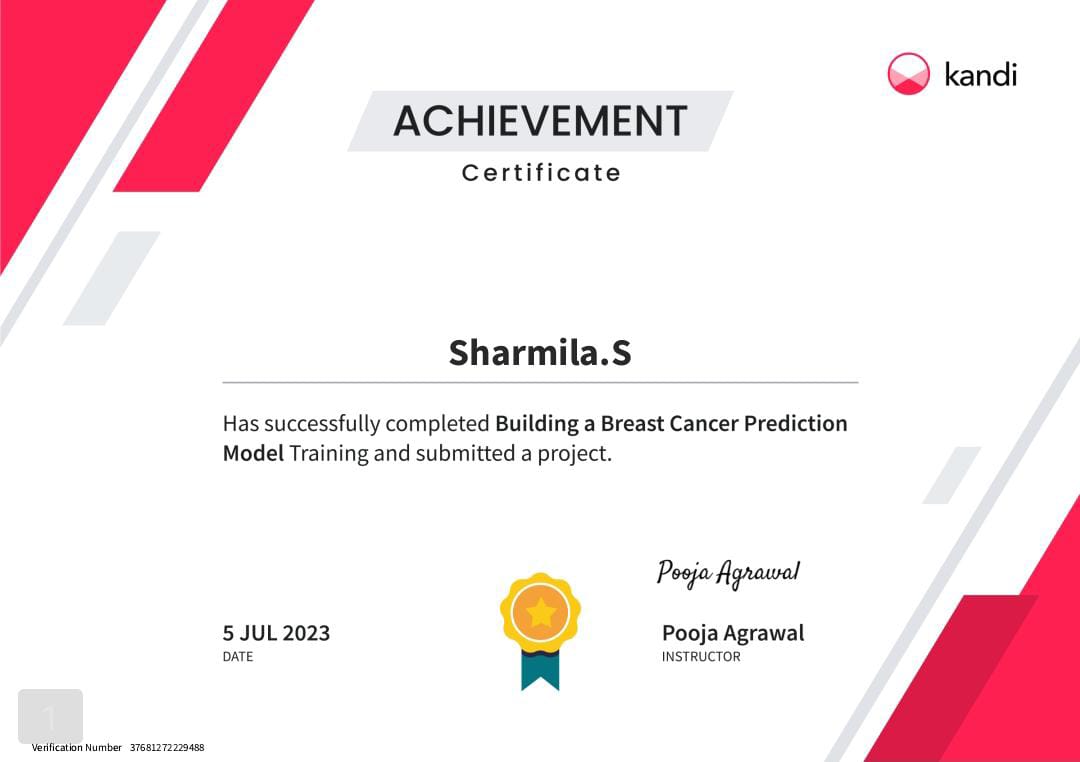 kandi
ACHIEVEMENT
Certificate
Sharmila.S
Has successfully completed Building a Breast Cancer Prediction
Model Training and submitted a project.
Pooja Agrawal
5 JUL 2023
DATE
Pooja Agrawal
INSTRUCTOR
1
Verification Number 37681272229488